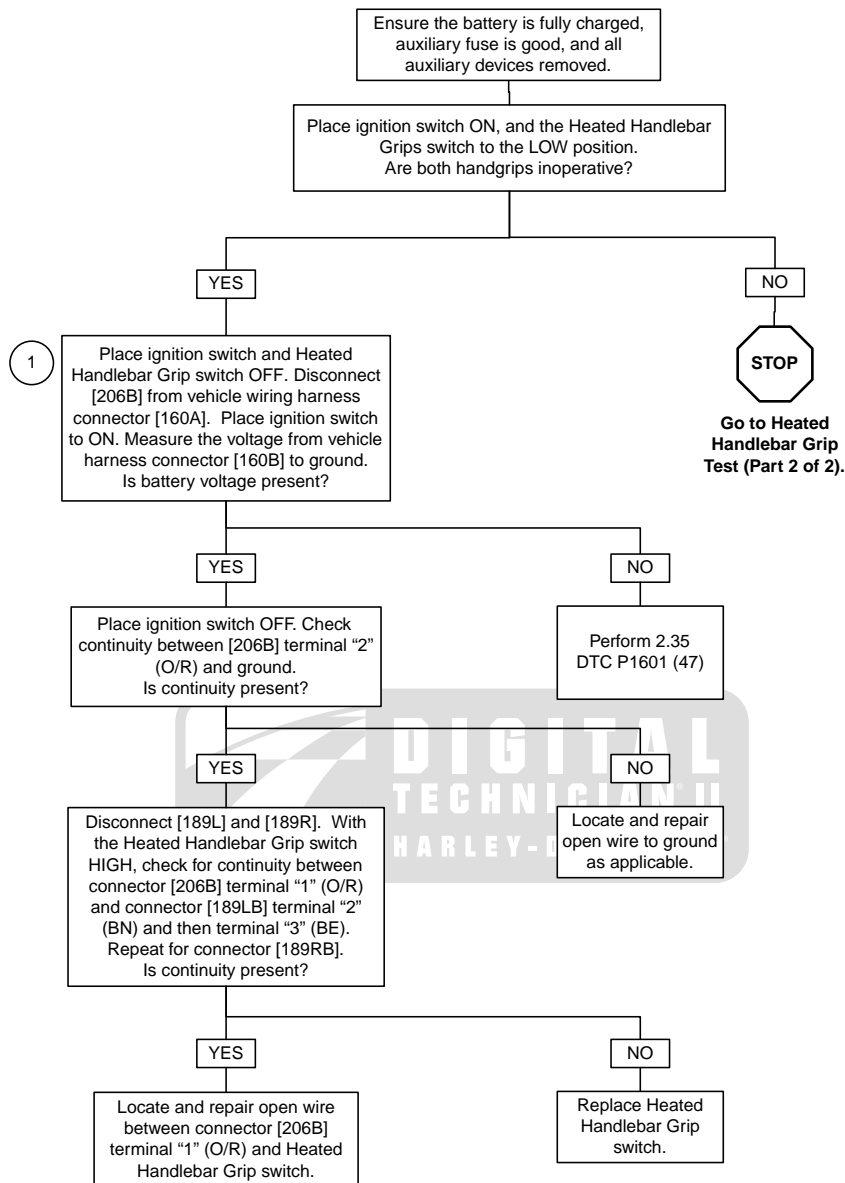 Ensure the battery is fully charged,
auxiliary fuse is good, and all
auxiliary devices removed.
Place ignition switch ON, and the Heated Handlebar
Grips switch to the LOW position.
Are both handgrips inoperative?
YES
NO
1
Place ignition switch and Heated
Handlebar Grip switch OFF. Disconnect
[206B] from vehicle wiring harness
connector [160A]. Place ignition switch
to ON. Measure the voltage from vehicle
harness connector [160B] to ground.
Is battery voltage present?
STOP
Go to Heated
Handlebar Grip
Test (Part 2 of 2).
YES
NO
Place ignition switch OFF. Check
continuity between [206B] terminal “2”
(O/R) and ground.
Is continuity present?
Perform 2.35
DTC P1601 (47)
DIGITAL
TECHNICIAN II
HARLEY-D
YES
NO
Disconnect [189L] and [189R]. With
the Heated Handlebar Grip switch
HIGH, check for continuity between
connector [206B] terminal “1” (O/R)
and connector [189LB] terminal “2”
(BN) and then terminal “3” (BE).
Repeat for connector [189RB].
Is continuity present?
Locate and repair
open wire to ground
as applicable.
YES
NO
Locate and repair open wire
between connector [206B]
terminal “1” (O/R) and Heated
Handlebar Grip switch.
Replace Heated
Handlebar Grip
switch.